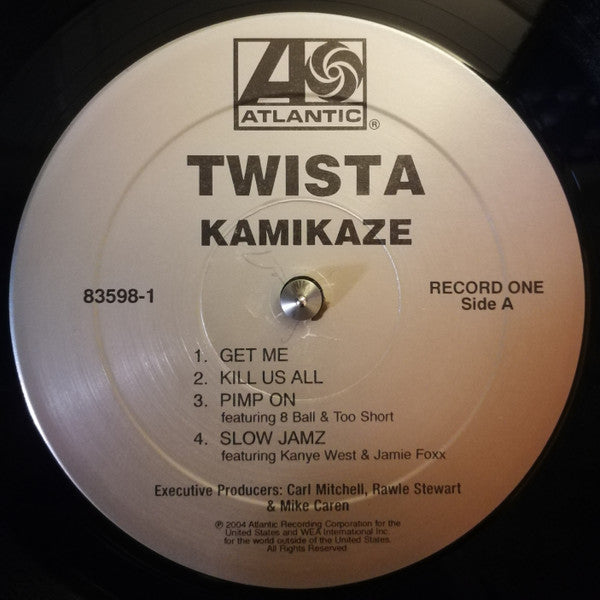 ATLANTIC®
TWISTA
KAMIKAZE
83598-1
RECORD ONE
Side A
1. GET ME
2. KILL US ALL
3. PIMP ON
featuring 8 Ball & Too Short
4. SLOW JAMZ
featuring Kanye West & Jamie Foxx
Executive Producers: Carl Mitchell, Rawle Stewart
& Mike Caren
℗ 2004 Atlantic Recording Corporation for the
United States and WEA International Inc.
for the world outside of the United States.
All Rights Reserved